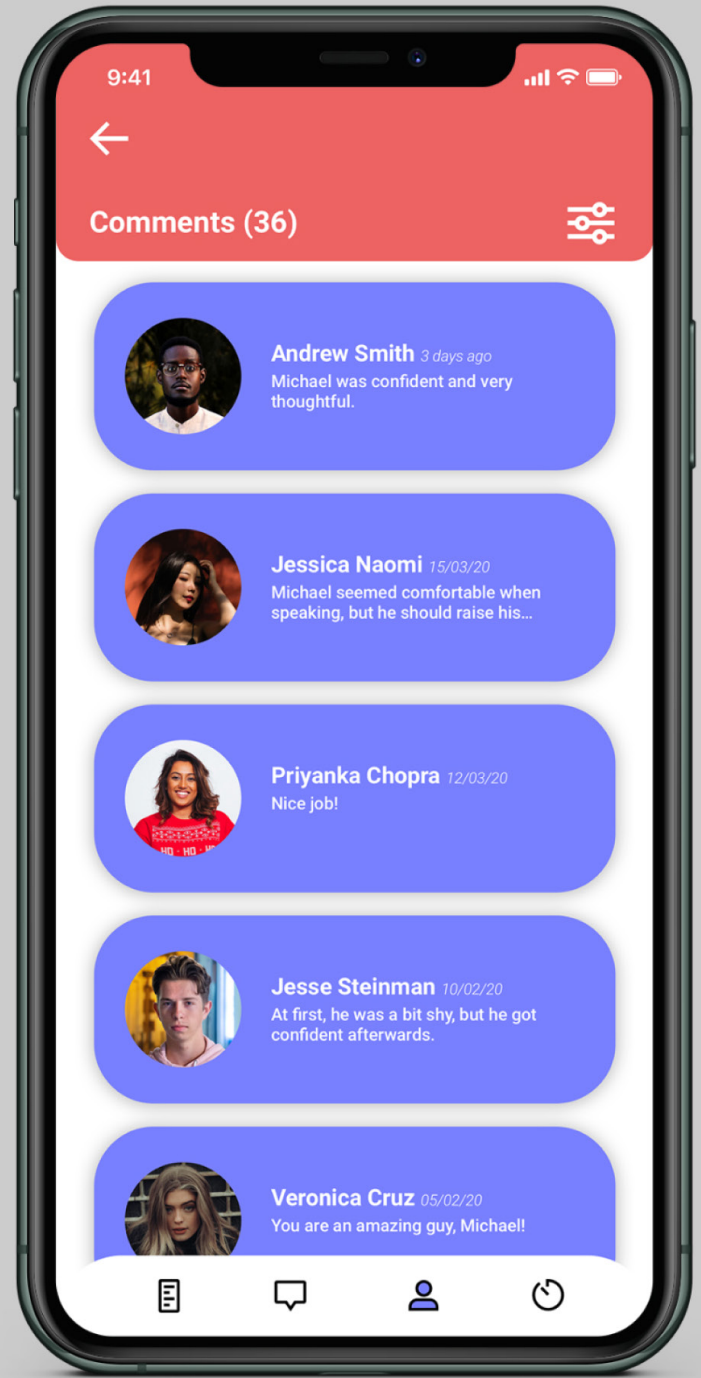 9:41
Comments (36)
Andrew Smith 3 days ago
Michael was confident and very
thoughtful.
Jessica Naomi 15/03/20
Michael seemed comfortable when
speaking, but he should raise his...
Priyanka Chopra 12/03/20
Nice job!
HO · HO · H
Jesse Steinman 10/02/20
At first, he was a bit shy, but he got
confident afterwards.
Veronica Cruz 05/02/20
You are an amazing guy, Michael!